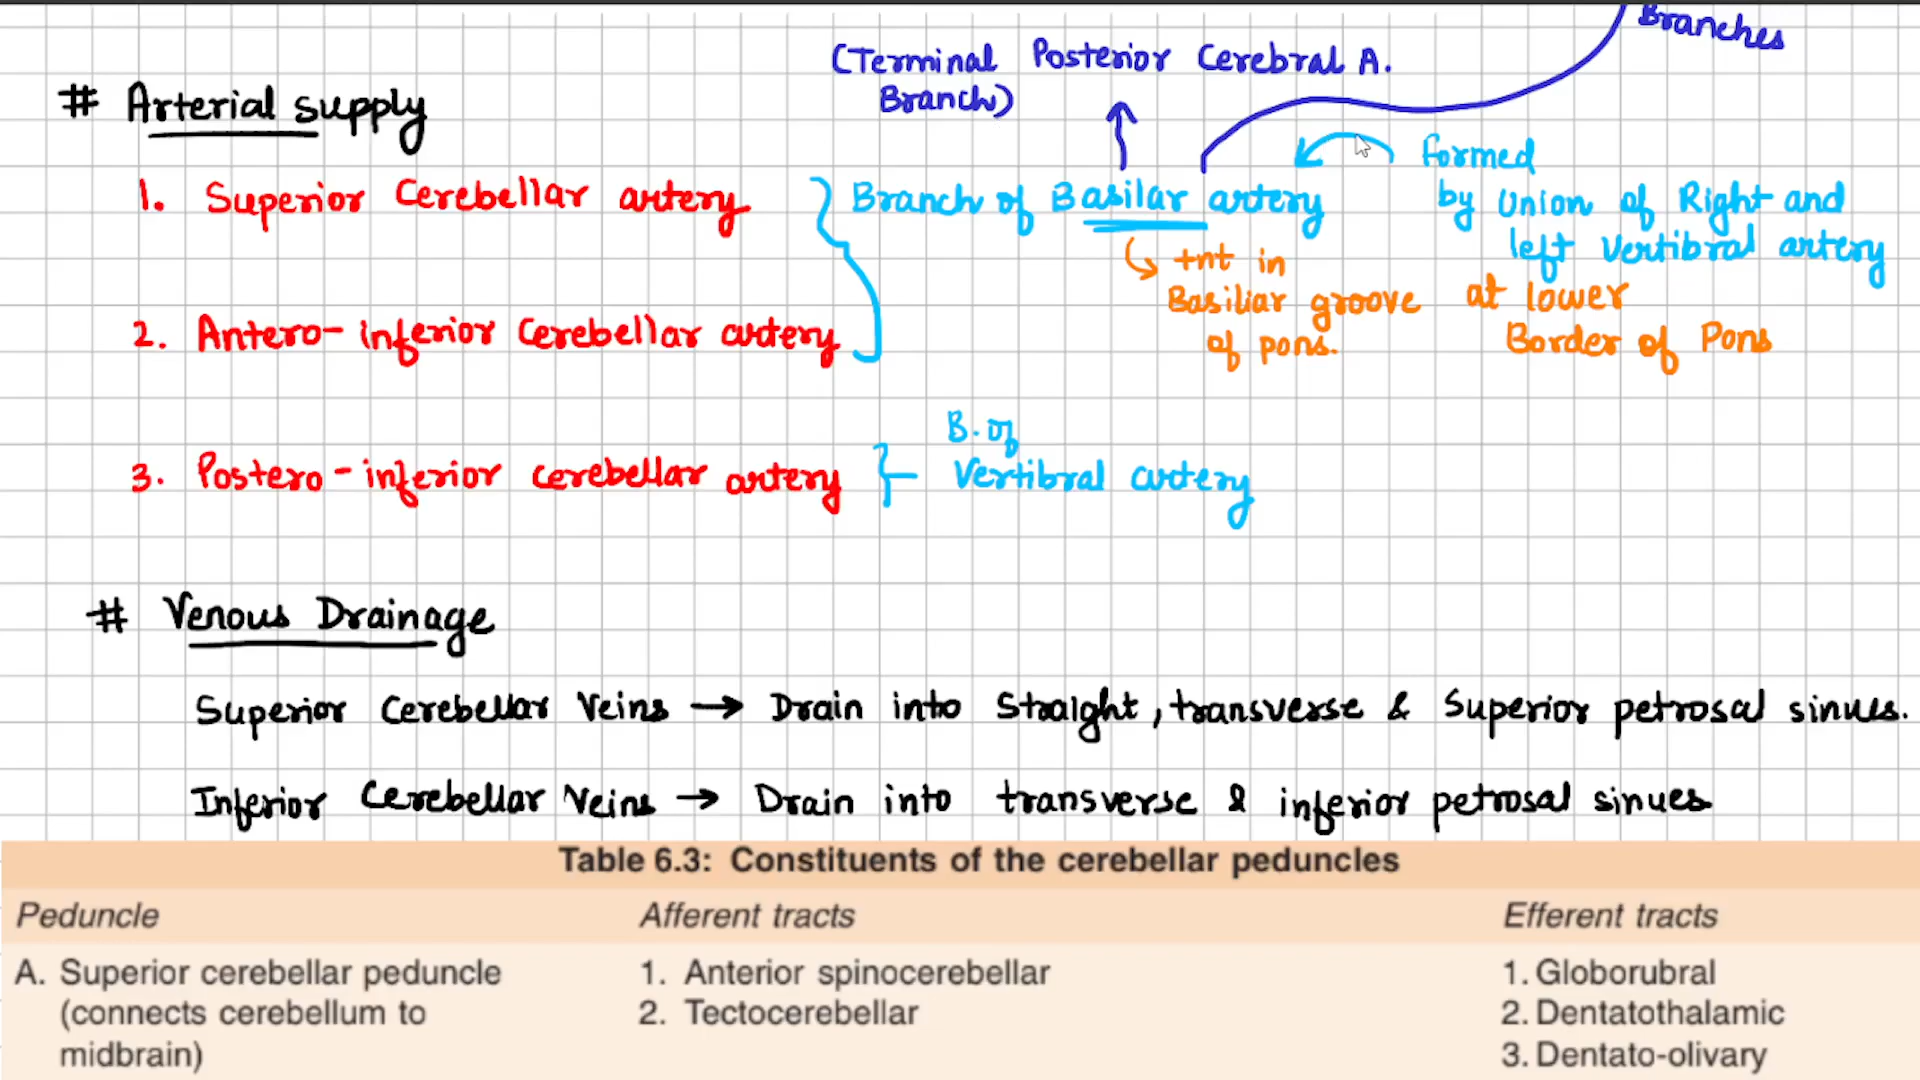 Branches
(Terminal Posterior Cerebral A.
Branch)
# Arterial supply
1. Superior Cerebellar artery
Branch of Basilar artery
formed
by Union of Right and
left Vertibral artery
at lower
Border of Pons
+nt in
Basiliar groove
of pons.
2. Antero-inferior Cerebellar artery
B. of
3. Postero-inferior cerebellar artery
Vertibral artery
# Venous Drainage
Superior Cerebellar Veins → Drain into Straight, transverse & Superior petrosal sinues.
Inferior Cerebellar Veins → Drain into transverse & inferior petrosal sinues
Table 6.3: Constituents of the cerebellar peduncles
Peduncle Afferent tracts Efferent tracts
A. Superior cerebellar peduncle 1. Anterior spinocerebellar 1. Globorubral
(connects cerebellum to 2. Tectocerebellar 2. Dentatothalamic
midbrain) 3. Dentato-olivary